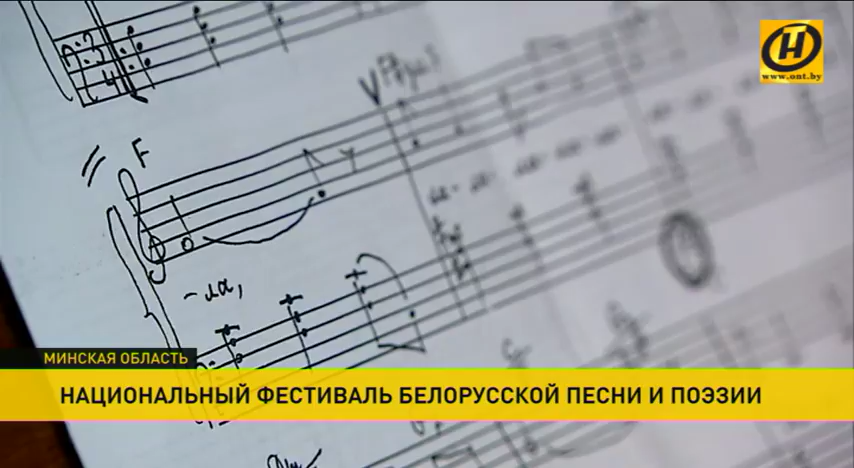 Н
www.ont.by
F
-ла,
МИНСКАЯ ОБЛАСТЬ
НАЦИОНАЛЬНЫЙ ФЕСТИВАЛЬ БЕЛОРУССКОЙ ПЕСНИ И ПОЭЗИИ